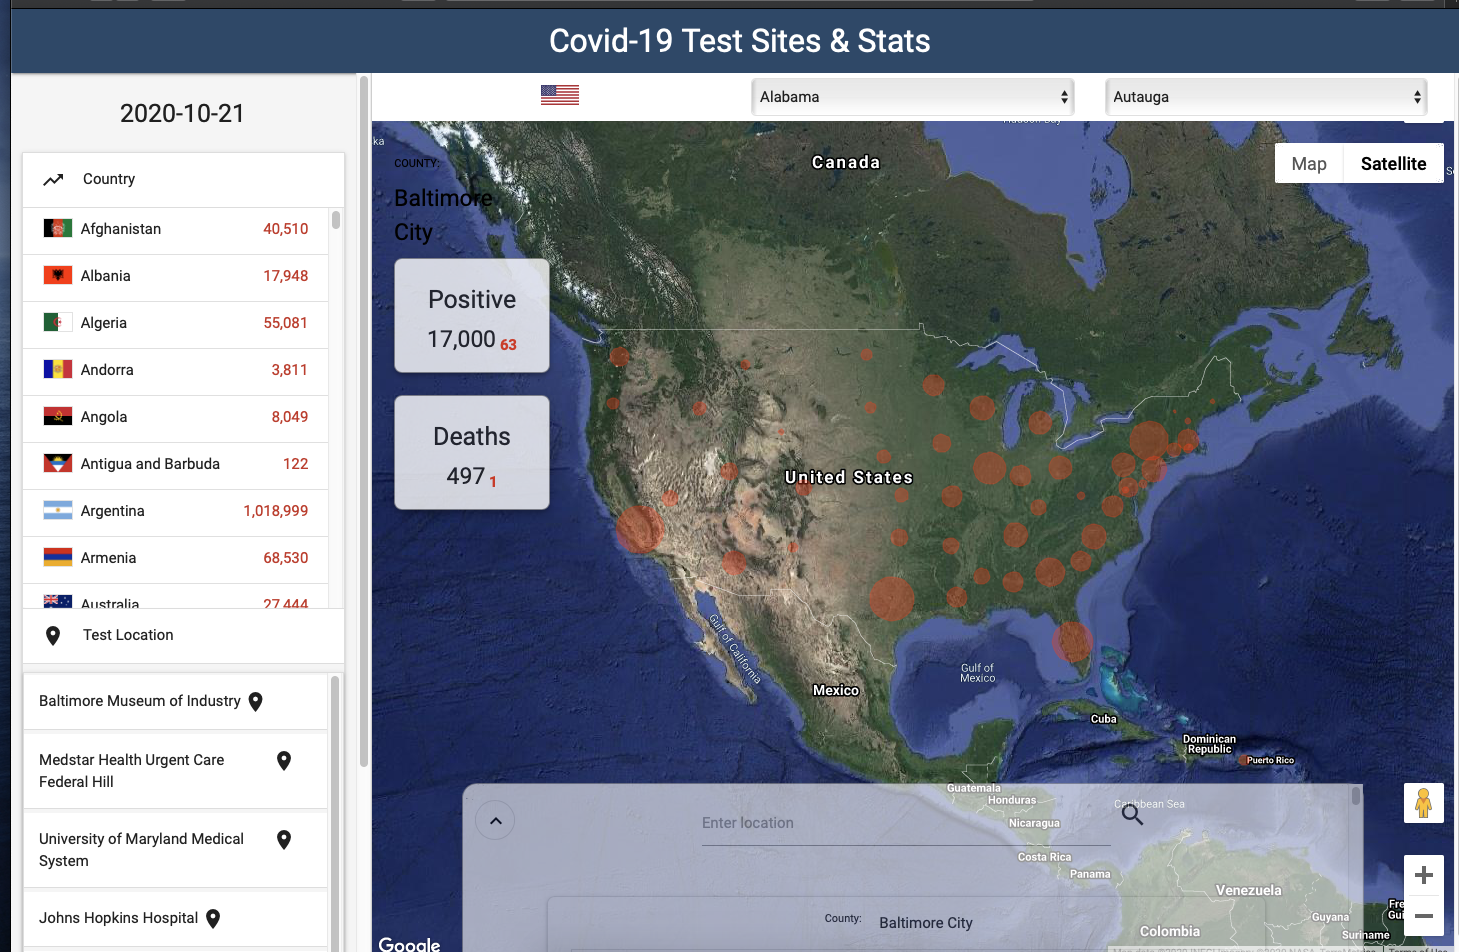 Covid-19 Test Sites & Stats
2020-10-21
Alabama
Autauga
Country
Afghanistan 40,510
Albania 17,948
Algeria 55,081
Andorra 3,811
Angola 8,049
Antigua and Barbuda 122
Argentina 1,018,999
Armenia 68,530
Australia 27,444
Test Location
Baltimore Museum of Industry
Medstar Health Urgent Care
Federal Hill
University of Maryland Medical
System
Johns Hopkins Hospital
ka
COUNTY:
Baltimore
City
Positive
17,000 63
Deaths
497 1
Map
Satellite
Canada
United States
Gulf of California
Mexico
Gulf of
Mexico
Cuba
Dominican
Republic
Puerto Rico
Guatemala
Honduras
Caribbean Sea
Nicaragua
Costa Rica
Panama
Venezuela
Guyana
Suriname
Colombia
Enter location
County: Baltimore City
Google